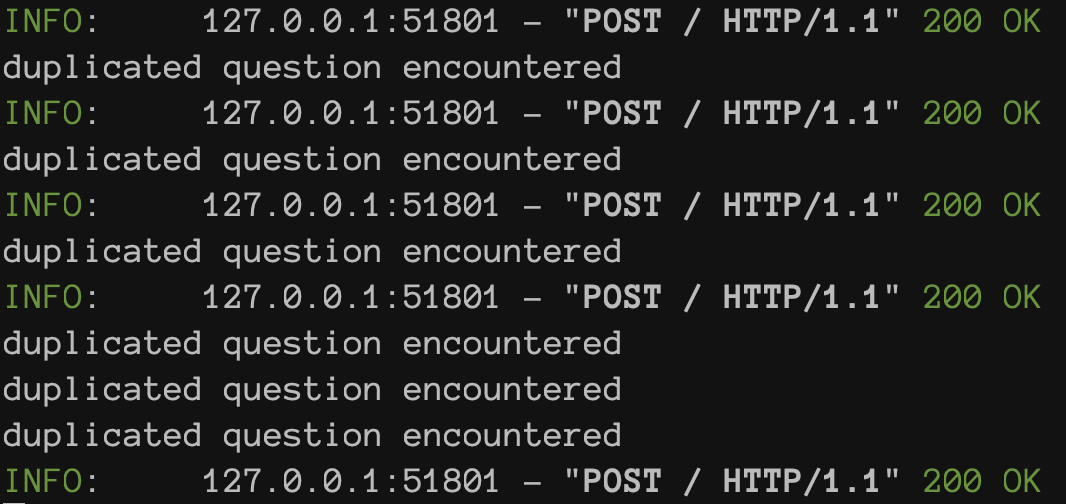 INFO:     127.0.0.1:51801 – "POST / HTTP/1.1" 200 OK
duplicated question encountered
INFO:     127.0.0.1:51801 – "POST / HTTP/1.1" 200 OK
duplicated question encountered
INFO:     127.0.0.1:51801 – "POST / HTTP/1.1" 200 OK
duplicated question encountered
INFO:     127.0.0.1:51801 – "POST / HTTP/1.1" 200 OK
duplicated question encountered
duplicated question encountered
duplicated question encountered
INFO:     127.0.0.1:51801 – "POST / HTTP/1.1" 200 OK